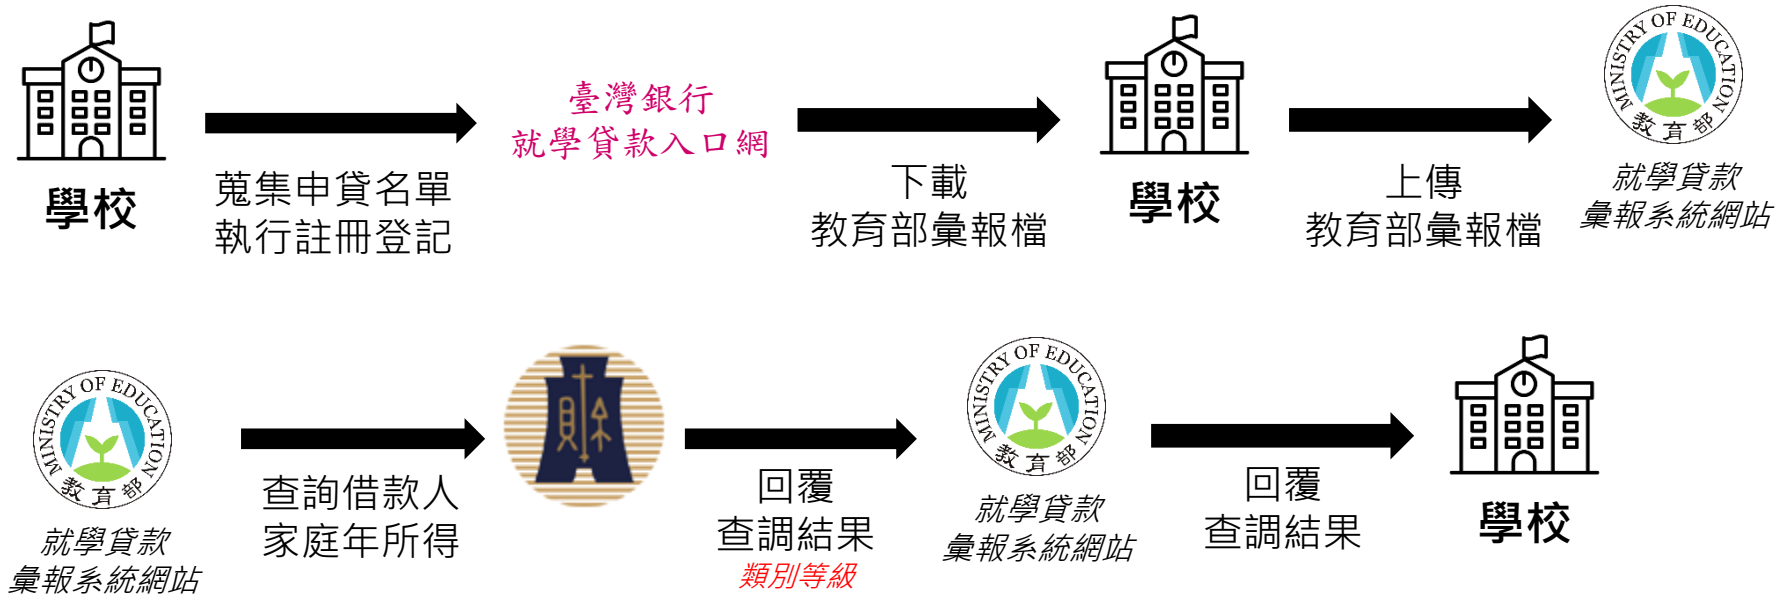 學校
蒐集申貸名單
執行註冊登記
臺灣銀行
就學貸款入口網
下載
教育部彙報檔
學校
上傳
教育部彙報檔
MINISTRY OF EDUCATION
教育部
就學貸款
彙報系統網站
MINISTRY OF EDUCATION
教育部
就學貸款
彙報系統網站
查詢借款人
家庭年所得
財
回覆
查調結果
類別等級
MINISTRY OF EDUCATION
教育部
就學貸款
彙報系統網站
回覆
查調結果
學校